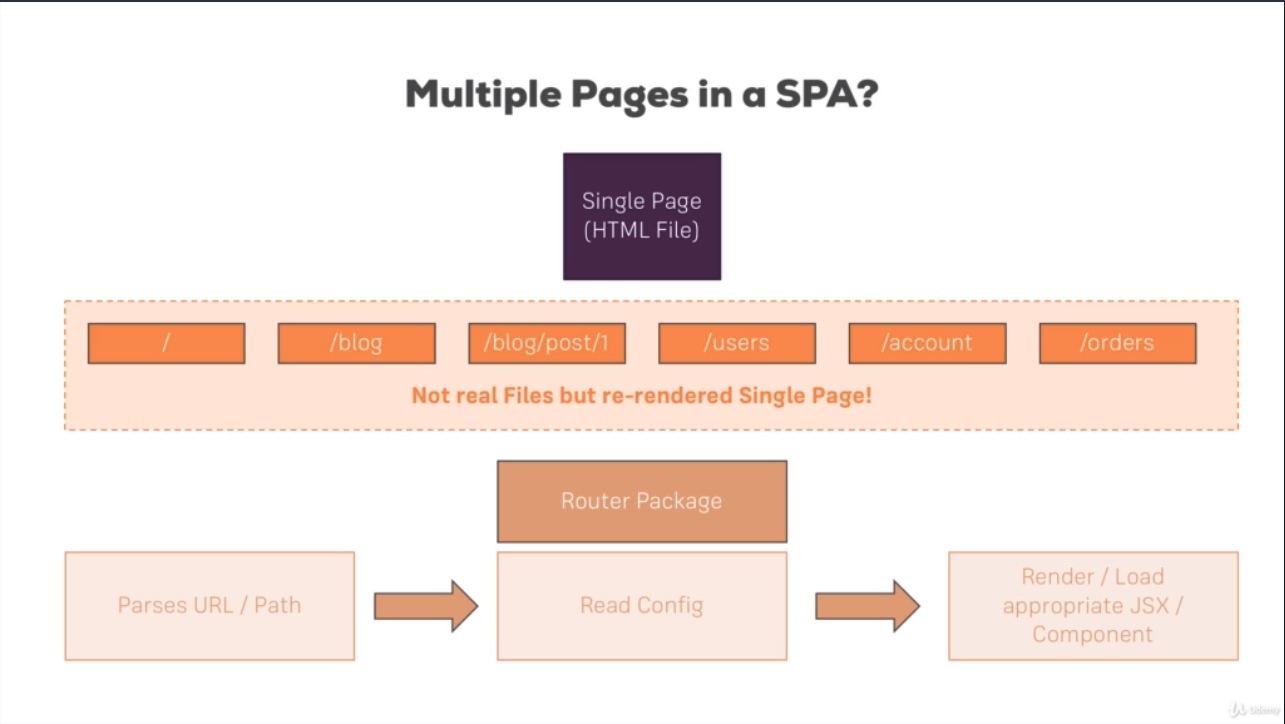 Multiple Pages in a SPA?
Single Page
(HTML File)
/
/blog
/blog/post/1
/users
/account
/orders
Not real Files but re-rendered Single Page!
Router Package
Parses URL / Path
Read Config
Render / Load
appropriate JSX /
Component
Udemy